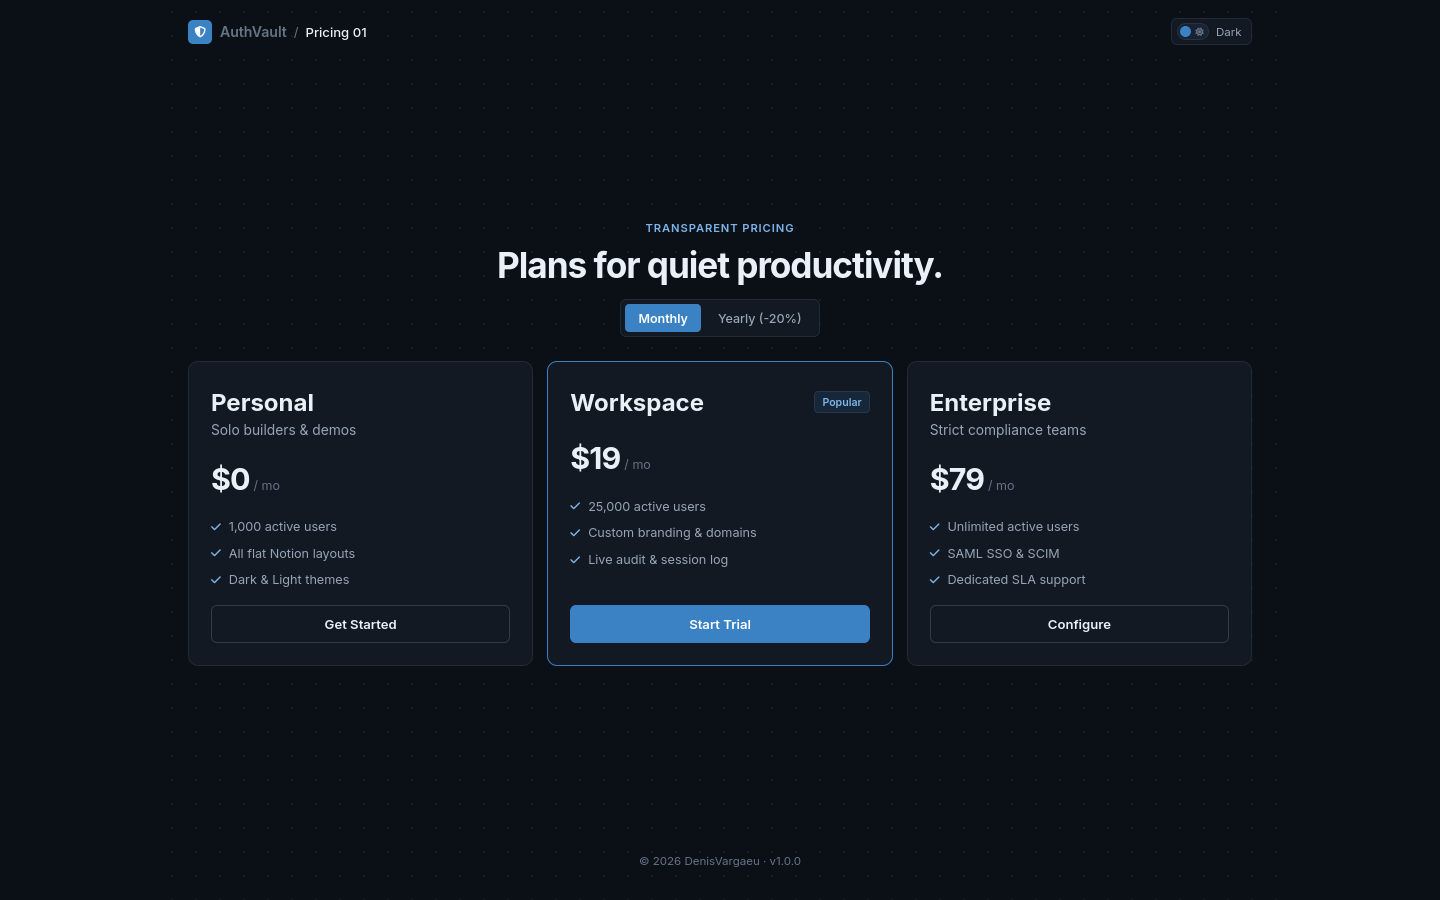 AuthVault / Pricing 01
Dark
TRANSPARENT PRICING
Plans for quiet productivity.
Monthly
Yearly (-20%)
Personal
Solo builders & demos
$0 / mo
1,000 active users
All flat Notion layouts
Dark & Light themes
Get Started
Workspace
Popular
$19 / mo
25,000 active users
Custom branding & domains
Live audit & session log
Start Trial
Enterprise
Strict compliance teams
$79 / mo
Unlimited active users
SAML SSO & SCIM
Dedicated SLA support
Configure
© 2026 DenisVargaeu · v1.0.0